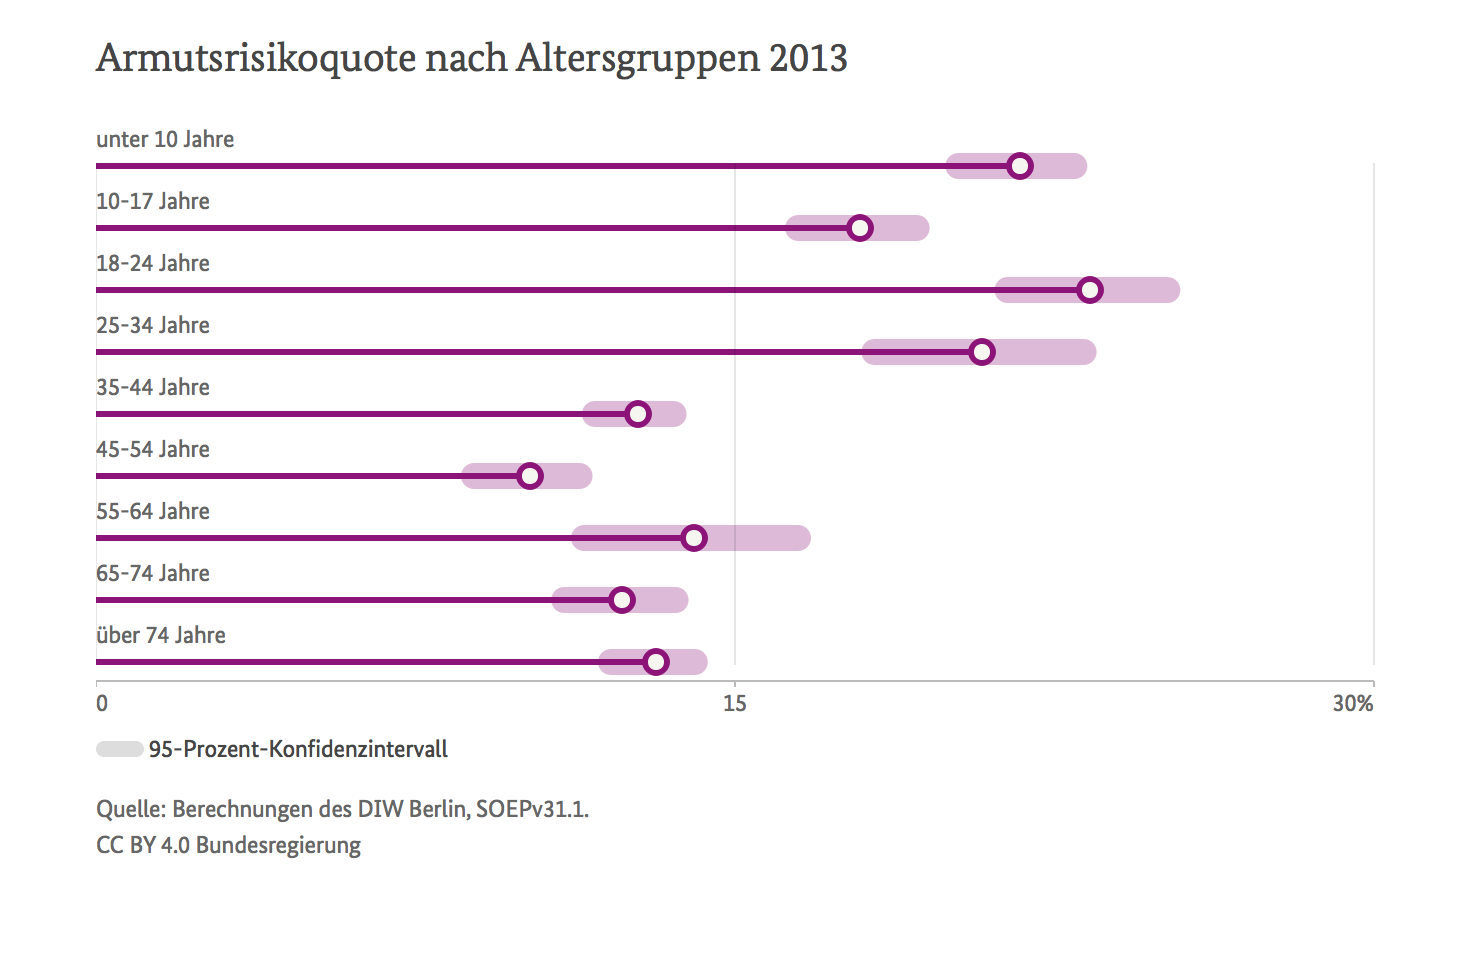 Armutsrisikoquote nach Altersgruppen 2013
unter 10 Jahre
10-17 Jahre
18-24 Jahre
25-34 Jahre
35-44 Jahre
45-54 Jahre
55-64 Jahre
65-74 Jahre
über 74 Jahre
0 15 30%
95-Prozent-Konfidenzintervall
Quelle: Berechnungen des DIW Berlin, SOEPv31.1.
CC BY 4.0 Bundesregierung